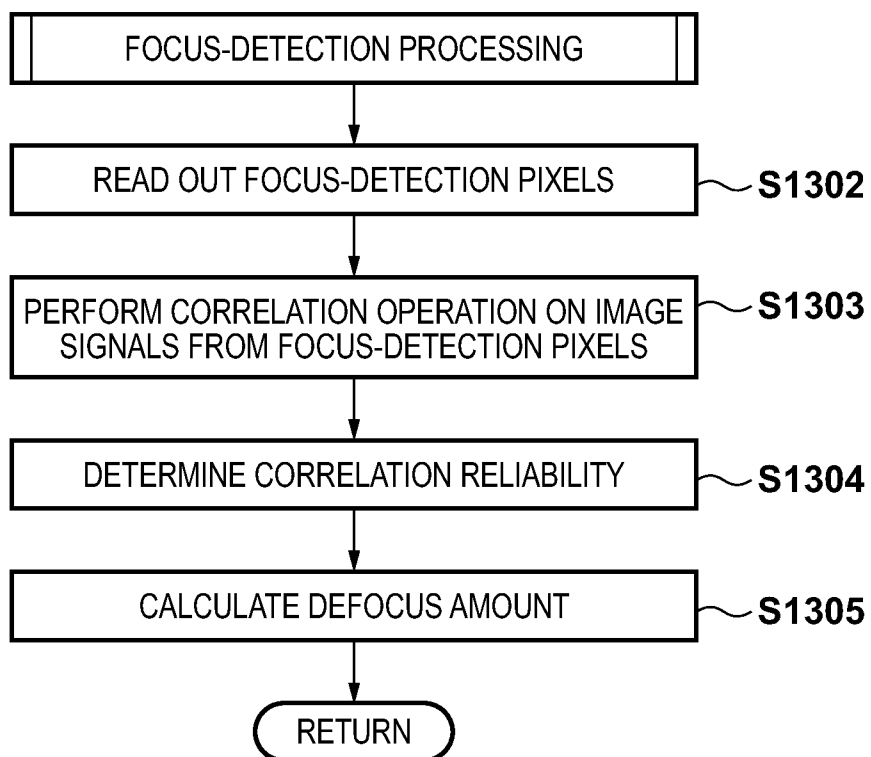 FOCUS-DETECTION PROCESSING
READ OUT FOCUS-DETECTION PIXELS
S1302
PERFORM CORRELATION OPERATION ON IMAGE
SIGNALS FROM FOCUS-DETECTION PIXELS
S1303
DETERMINE CORRELATION RELIABILITY
S1304
CALCULATE DEFOCUS AMOUNT
S1305
RETURN